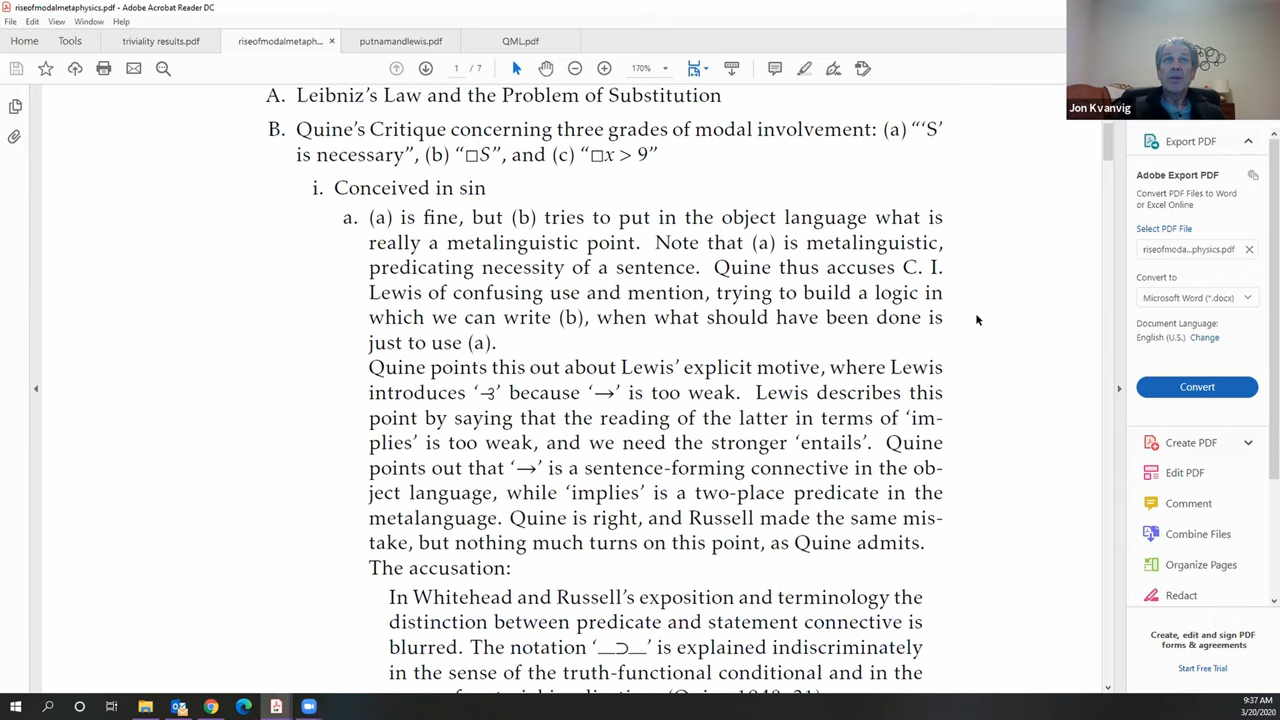 riseofmodalmetaphysics.pdf - Adobe Acrobat Reader DC
File Edit View Window Help
Home Tools triviality results.pdf riseofmodalmetaph... × putnamandlewis.pdf QML.pdf
1 / 7 170%
Jon Kvanvig
A. Leibniz’s Law and the Problem of Substitution
B. Quine’s Critique concerning three grades of modal involvement: (a) “‘S’
is necessary”, (b) “□S”, and (c) “□x > 9”
i. Conceived in sin
a. (a) is fine, but (b) tries to put in the object language what is
really a metalinguistic point. Note that (a) is metalinguistic,
predicating necessity of a sentence. Quine thus accuses C. I.
Lewis of confusing use and mention, trying to build a logic in
which we can write (b), when what should have been done is
just to use (a).
Quine points this out about Lewis’ explicit motive, where Lewis
introduces ‘⥽’ because ‘→’ is too weak. Lewis describes this
point by saying that the reading of the latter in terms of ‘im-
plies’ is too weak, and we need the stronger ‘entails’. Quine
points out that ‘→’ is a sentence-forming connective in the ob-
ject language, while ‘implies’ is a two-place predicate in the
metalanguage. Quine is right, and Russell made the same mis-
take, but nothing much turns on this point, as Quine admits.
The accusation:
In Whitehead and Russell’s exposition and terminology the
distinction between predicate and statement connective is
blurred. The notation ‘__⊃__’ is explained indiscriminately
in the sense of the truth-functional conditional and in the
Export PDF
Adobe Export PDF
Convert PDF Files to Word
or Excel Online
Select PDF File
riseofmoda...physics.pdf ×
Convert to
Microsoft Word (*.docx)
Document Language:
English (U.S.) Change
Convert
Create PDF
Edit PDF
Comment
Combine Files
Organize Pages
Redact
Create, edit and sign PDF
forms & agreements
Start Free Trial
9:37 AM
3/20/2020